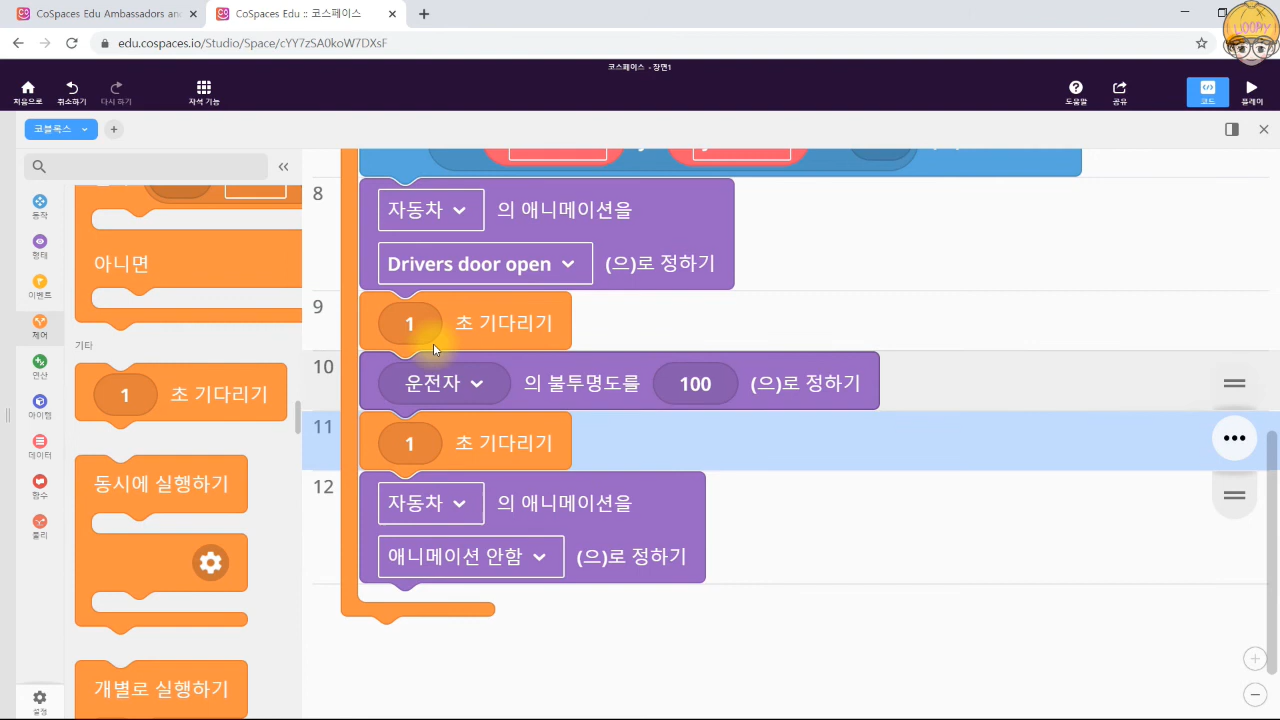 CoSpaces Edu Ambassadors an
CoSpaces Edu :: 코스페이스
edu.cospaces.io/Studio/Space/cYY7zSA0koW7DXsF
코스페이스 - 장면1
처음으로
취소하기
다시 하기
자석 기능
도움말
공유
코드
플레이
코블록스
동작
형태
이벤트
제어
연산
아이템
데이터
함수
물리
설정
아니면
기타
1 초 기다리기
동시에 실행하기
개별로 실행하기
8 자동차 의 애니메이션을
Drivers door open (으)로 정하기
9 1 초 기다리기
10 운전자 의 불투명도를 100 (으)로 정하기
11 1 초 기다리기
12 자동차 의 애니메이션을
애니메이션 안함 (으)로 정하기